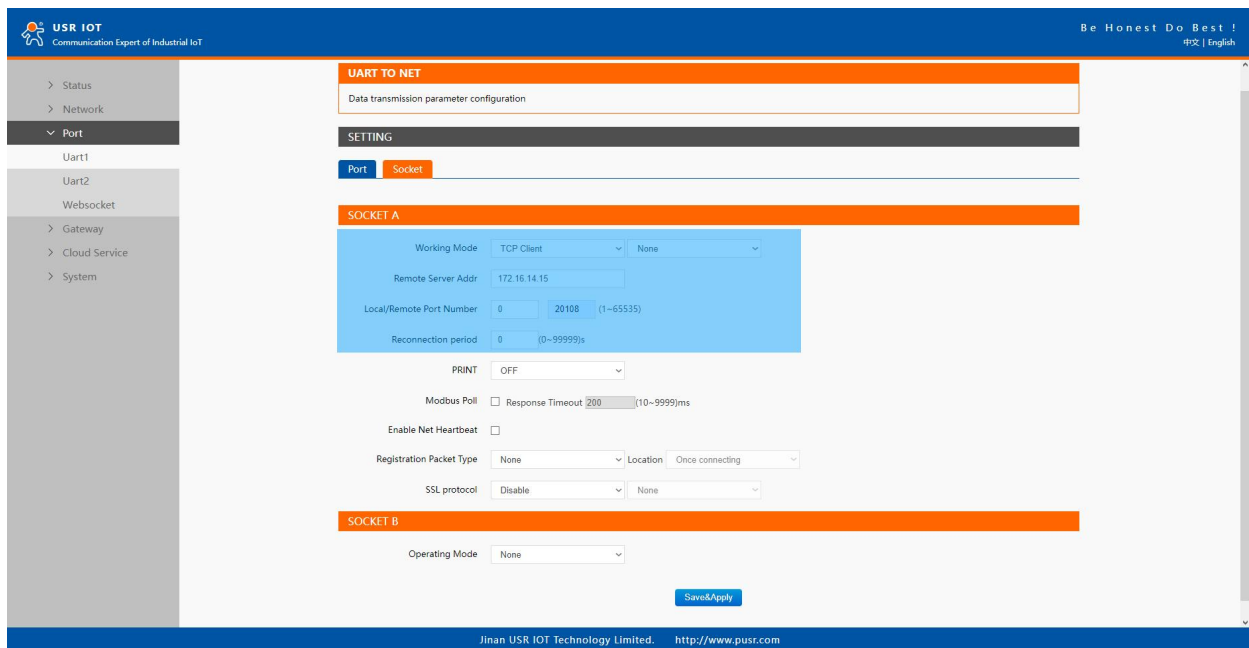 USR IOT
Communication Expert of Industrial IoT
Be Honest Do Best !
中文 | English
Status
Network
Port
Uart1
Uart2
Websocket
Gateway
Cloud Service
System
UART TO NET
Data transmission parameter configuration
SETTING
Port Socket
SOCKET A
Working Mode TCP Client None
Remote Server Addr 172.16.14.15
Local/Remote Port Number 0 20108 (1~65535)
Reconnection period 0 (0~99999)s
PRINT OFF
Modbus Poll Response Timeout 200 (10~9999)ms
Enable Net Heartbeat
Registration Packet Type None Location Once connecting
SSL protocol Disable None
SOCKET B
Operating Mode None
Save&Apply
Jinan USR IOT Technology Limited. http://www.pusr.com